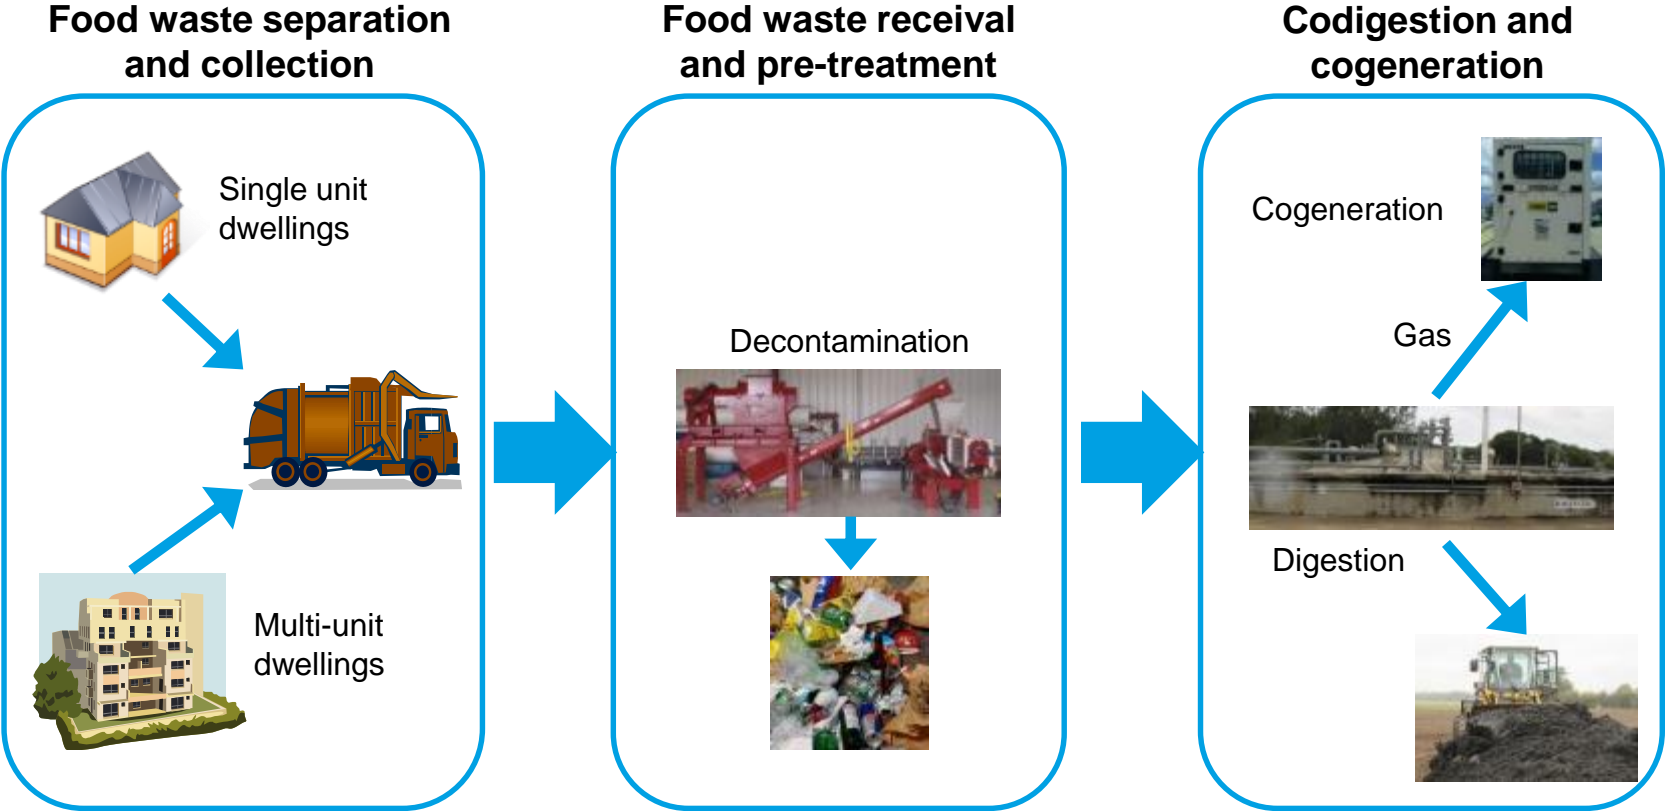 Food waste separation
and collection
Food waste receival
and pre-treatment
Codigestion and
cogeneration
Single unit
dwellings
Multi-unit
dwellings
Decontamination
Cogeneration
Gas
Digestion